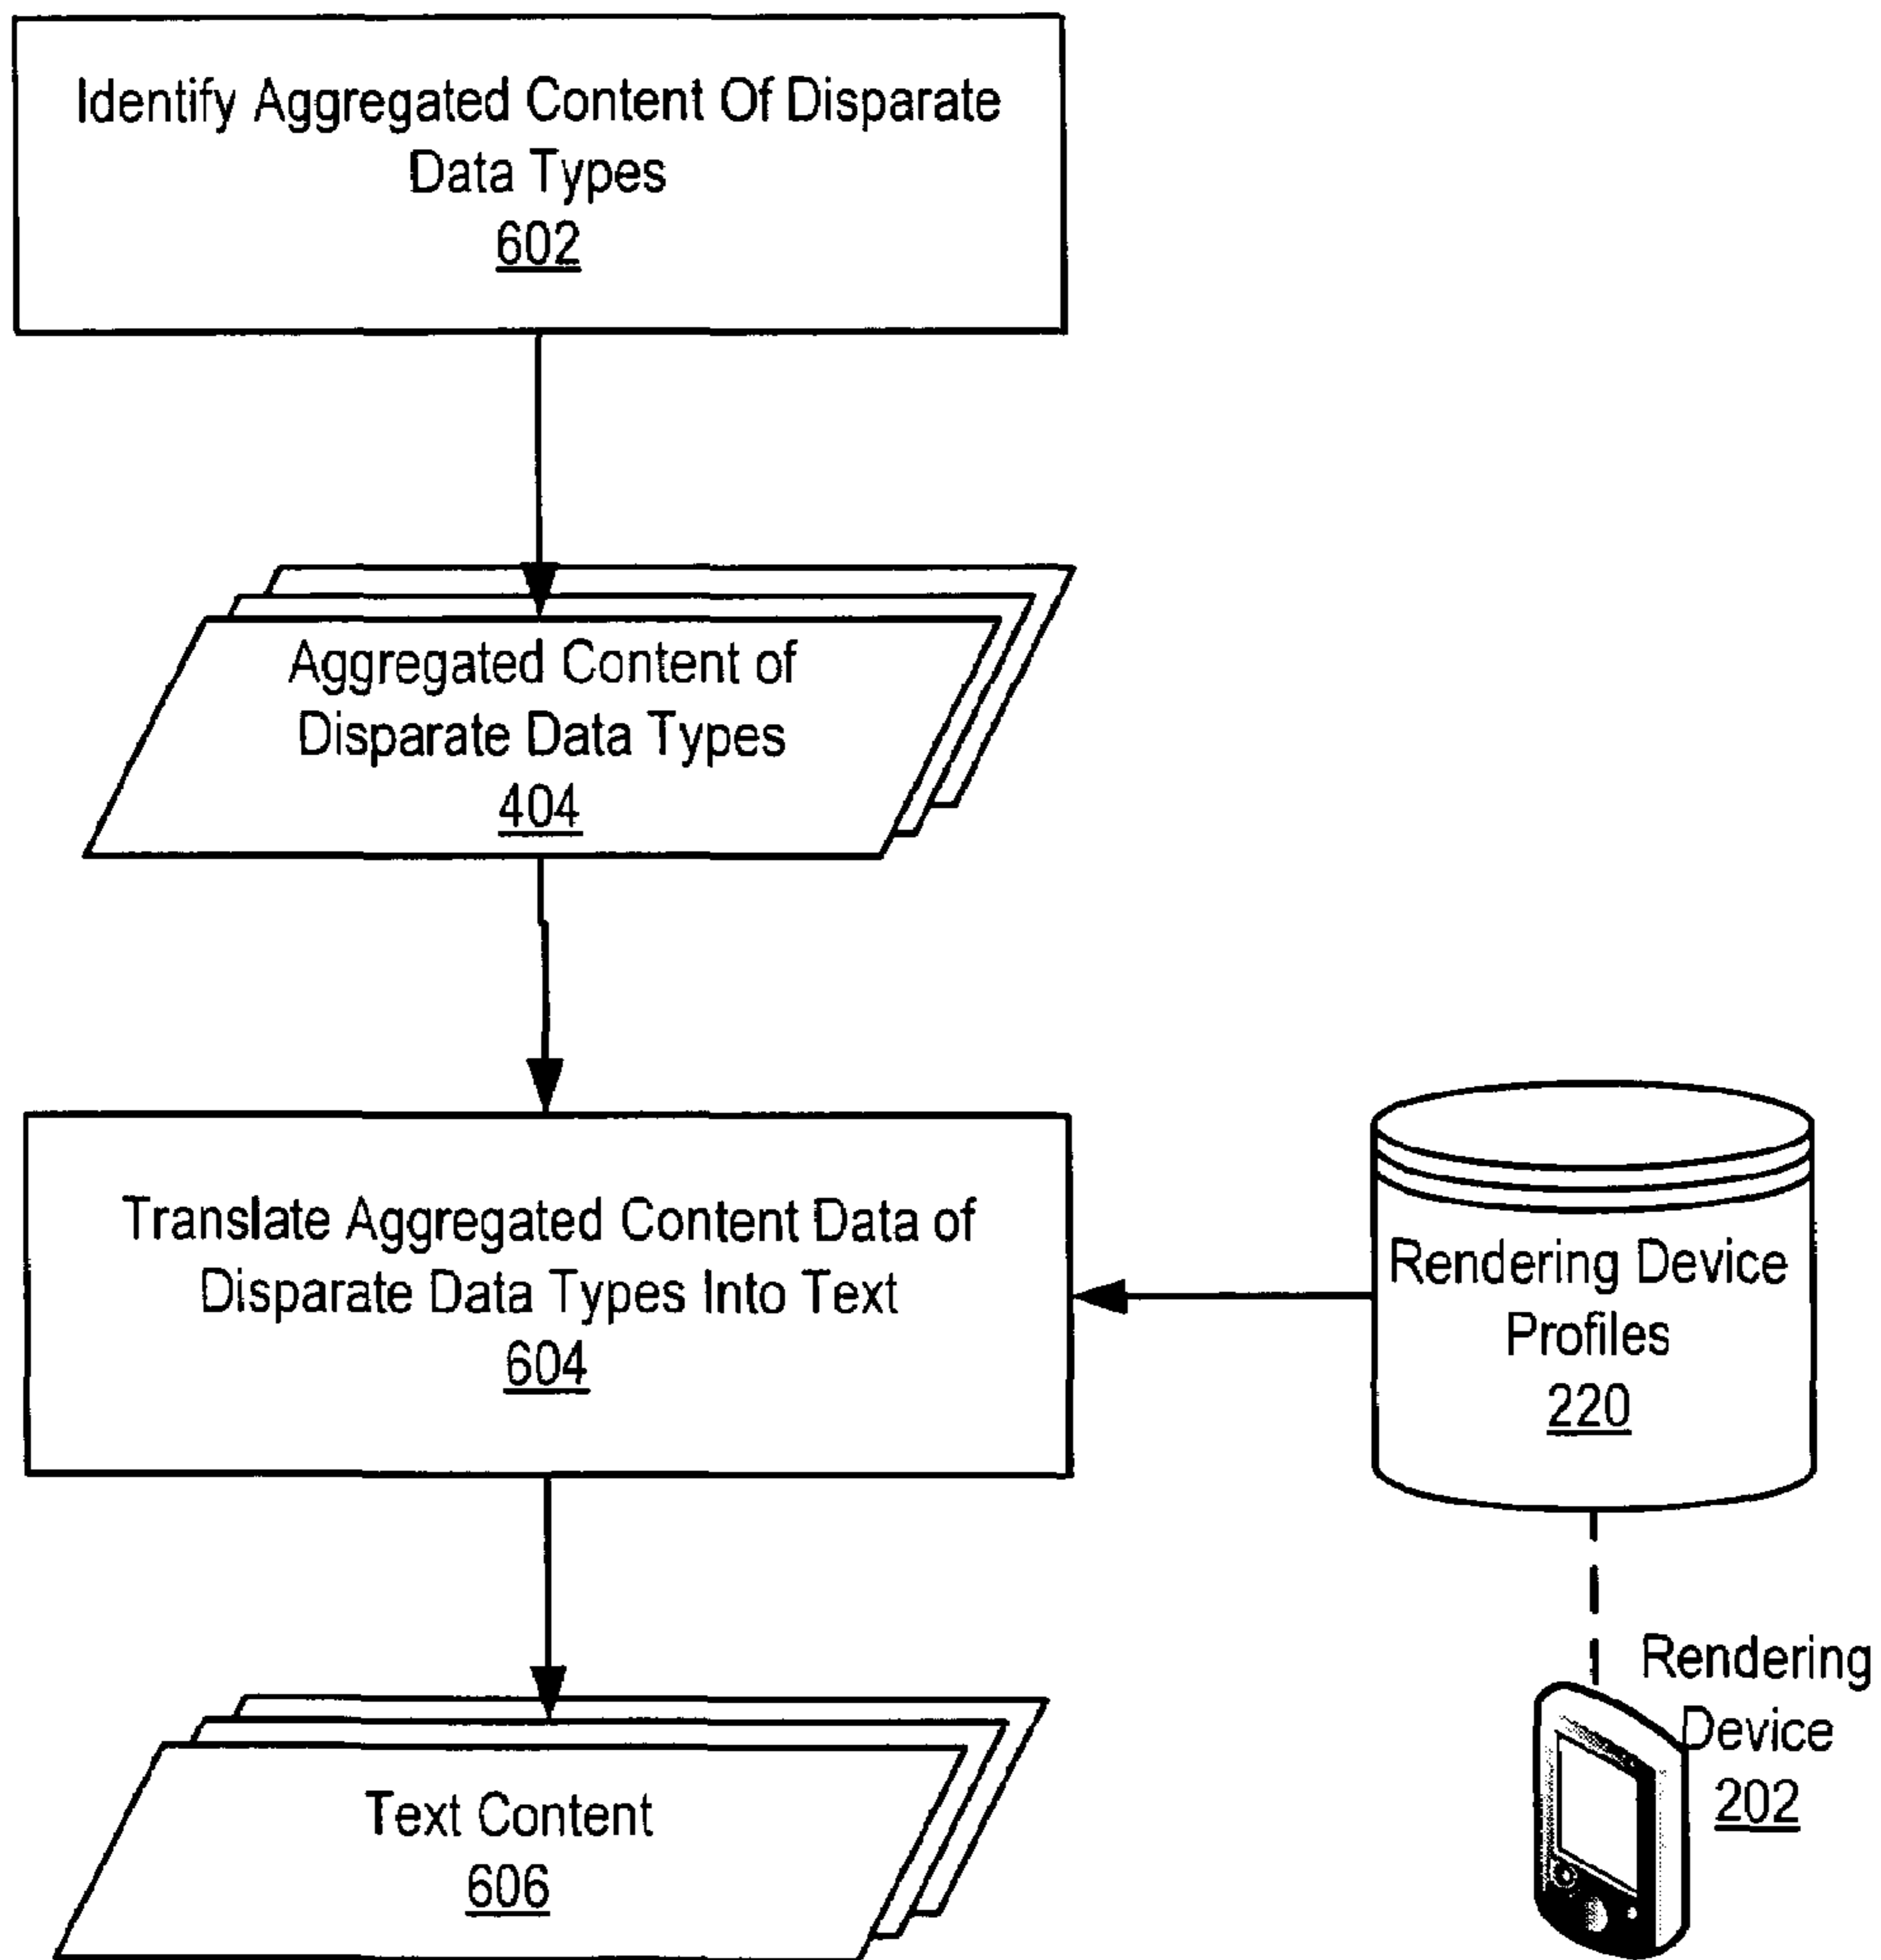 Identify Aggregated Content Of Disparate
Data Types
602
Aggregated Content of
Disparate Data Types
404
Translate Aggregated Content Data of
Disparate Data Types Into Text
604
Rendering Device
Profiles
220
Rendering
Device
202
Text Content
606